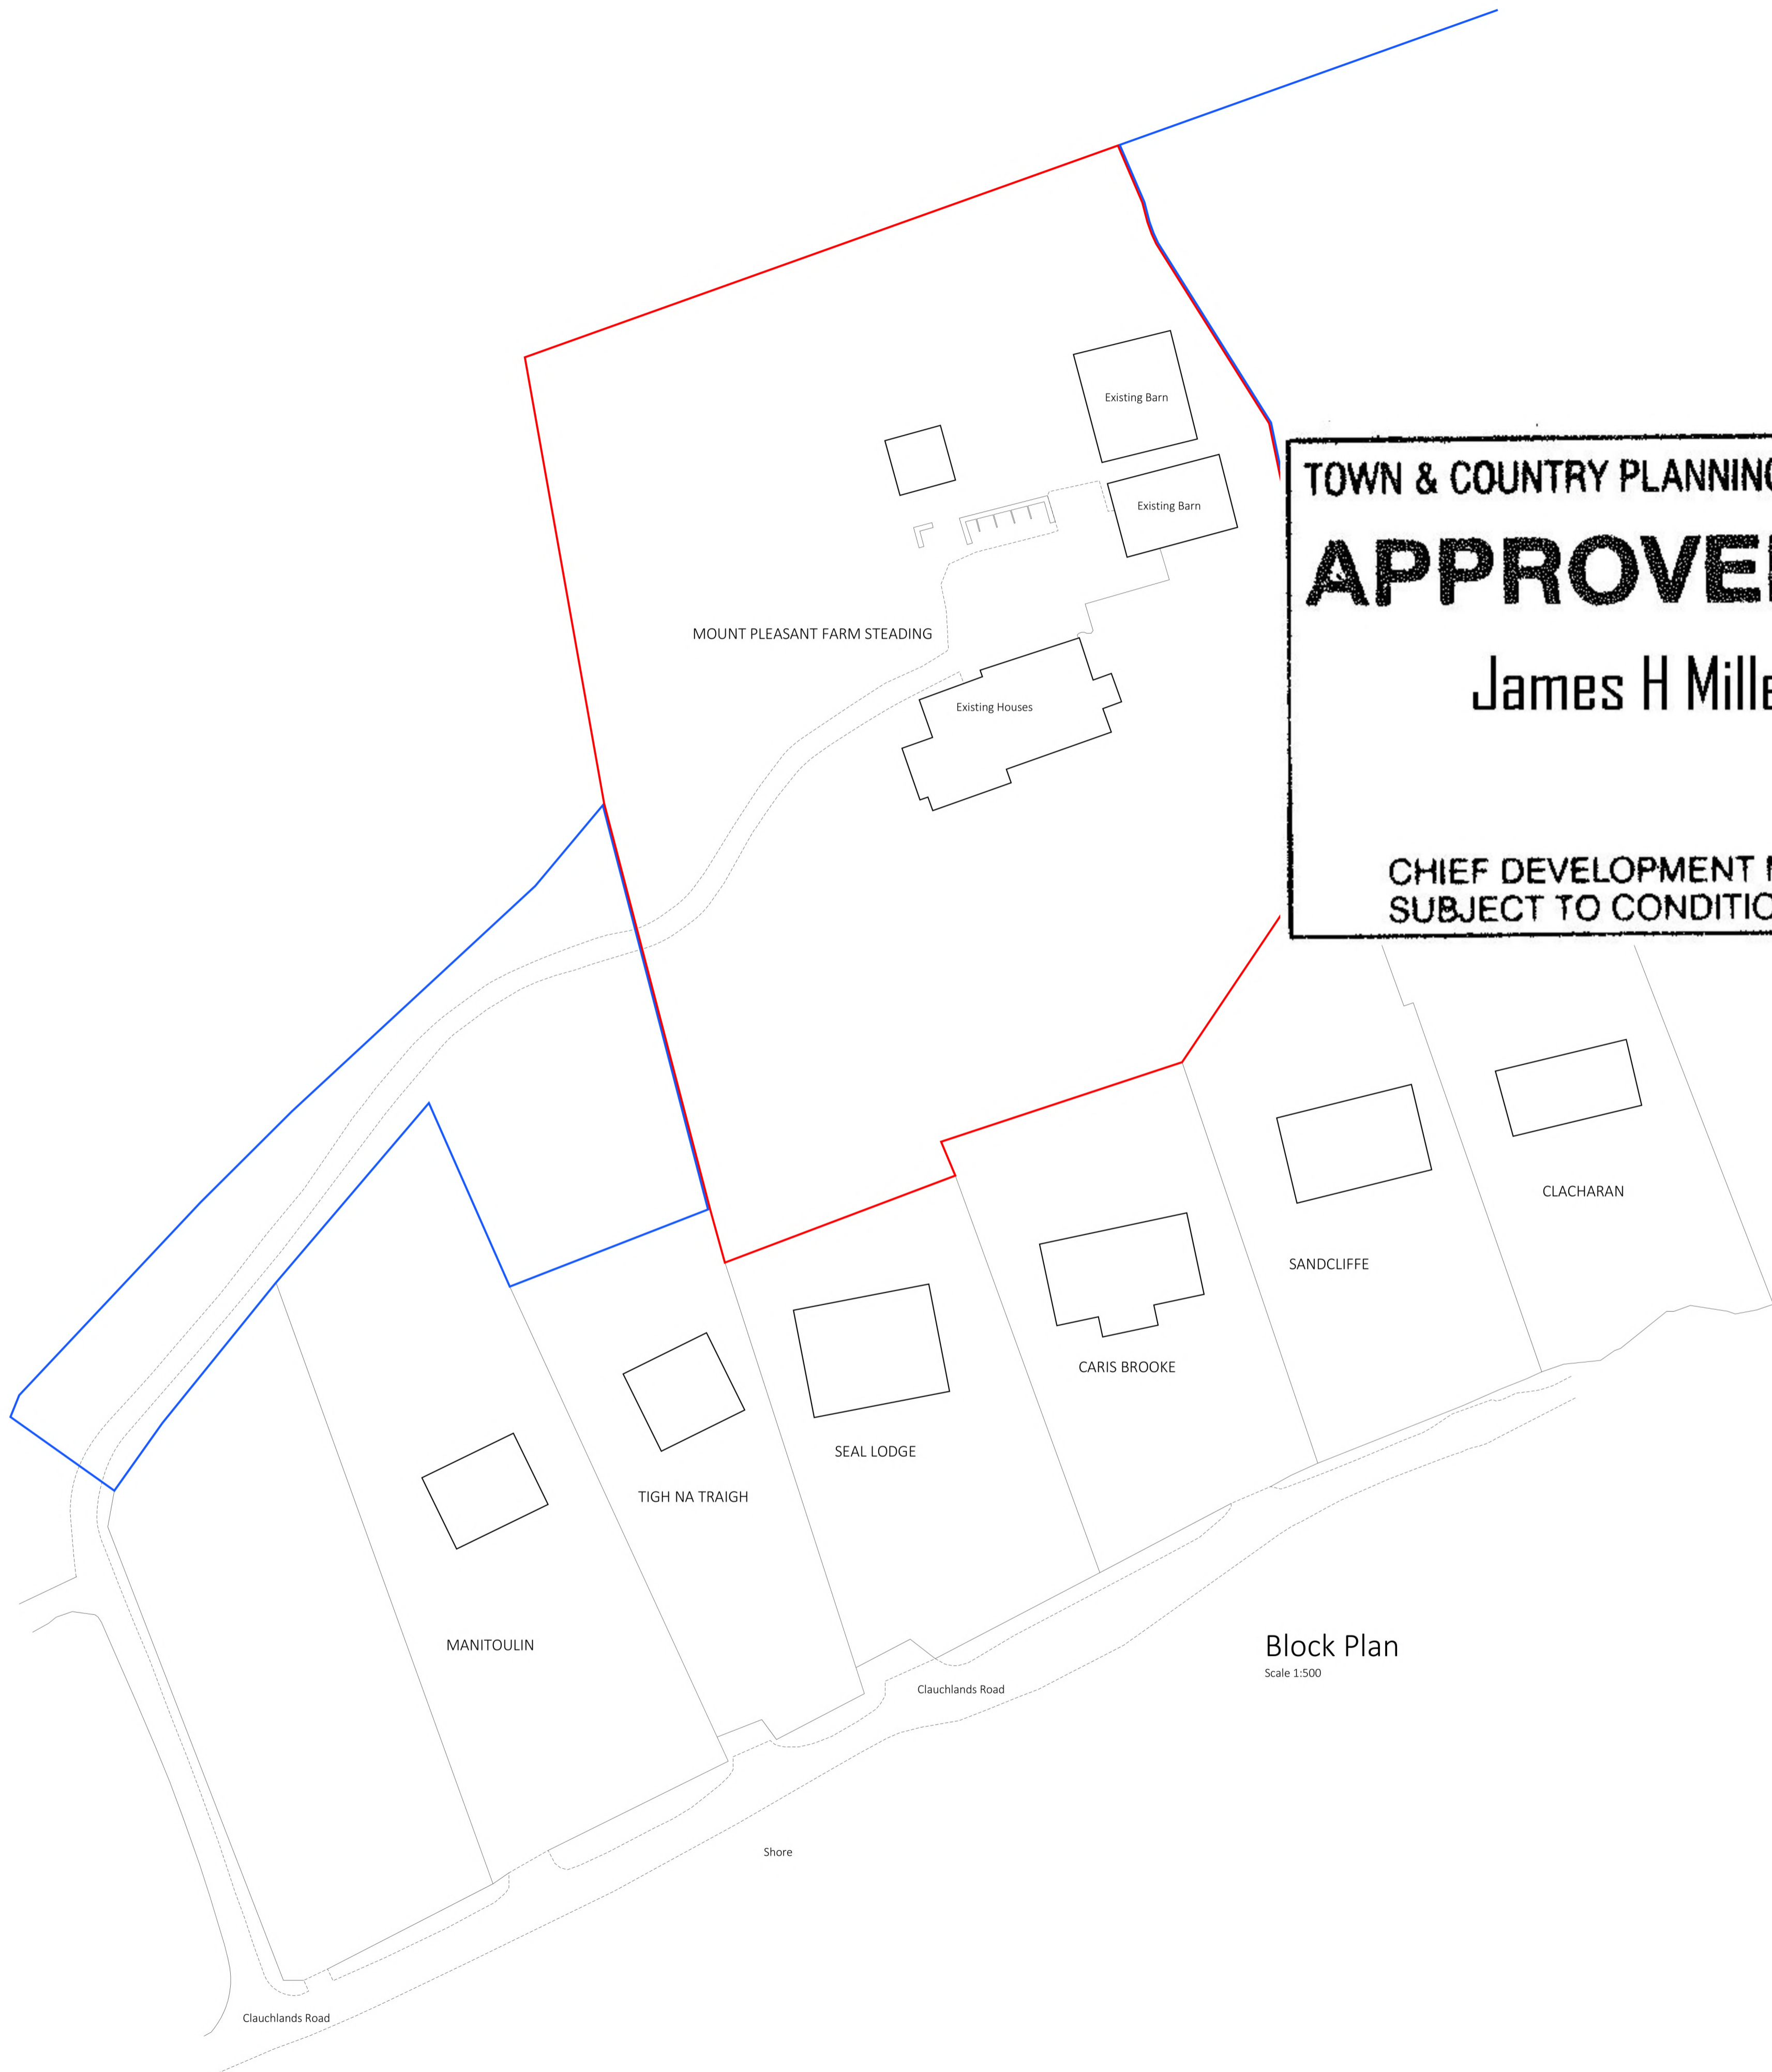 Existing Barn
Existing Barn
MOUNT PLEASANT FARM STEADING
Existing Houses
TOWN & COUNTRY PLANNING
APPROVE
James H Mille
CHIEF DEVELOPMENT
SUBJECT TO CONDITIO
CLACHARAN
SANDCLIFFE
CARIS BROOKE
SEAL LODGE
TIGH NA TRAIGH
MANITOULIN
Block Plan
Scale 1:500
Clauchlands Road
Shore
Clauchlands Road